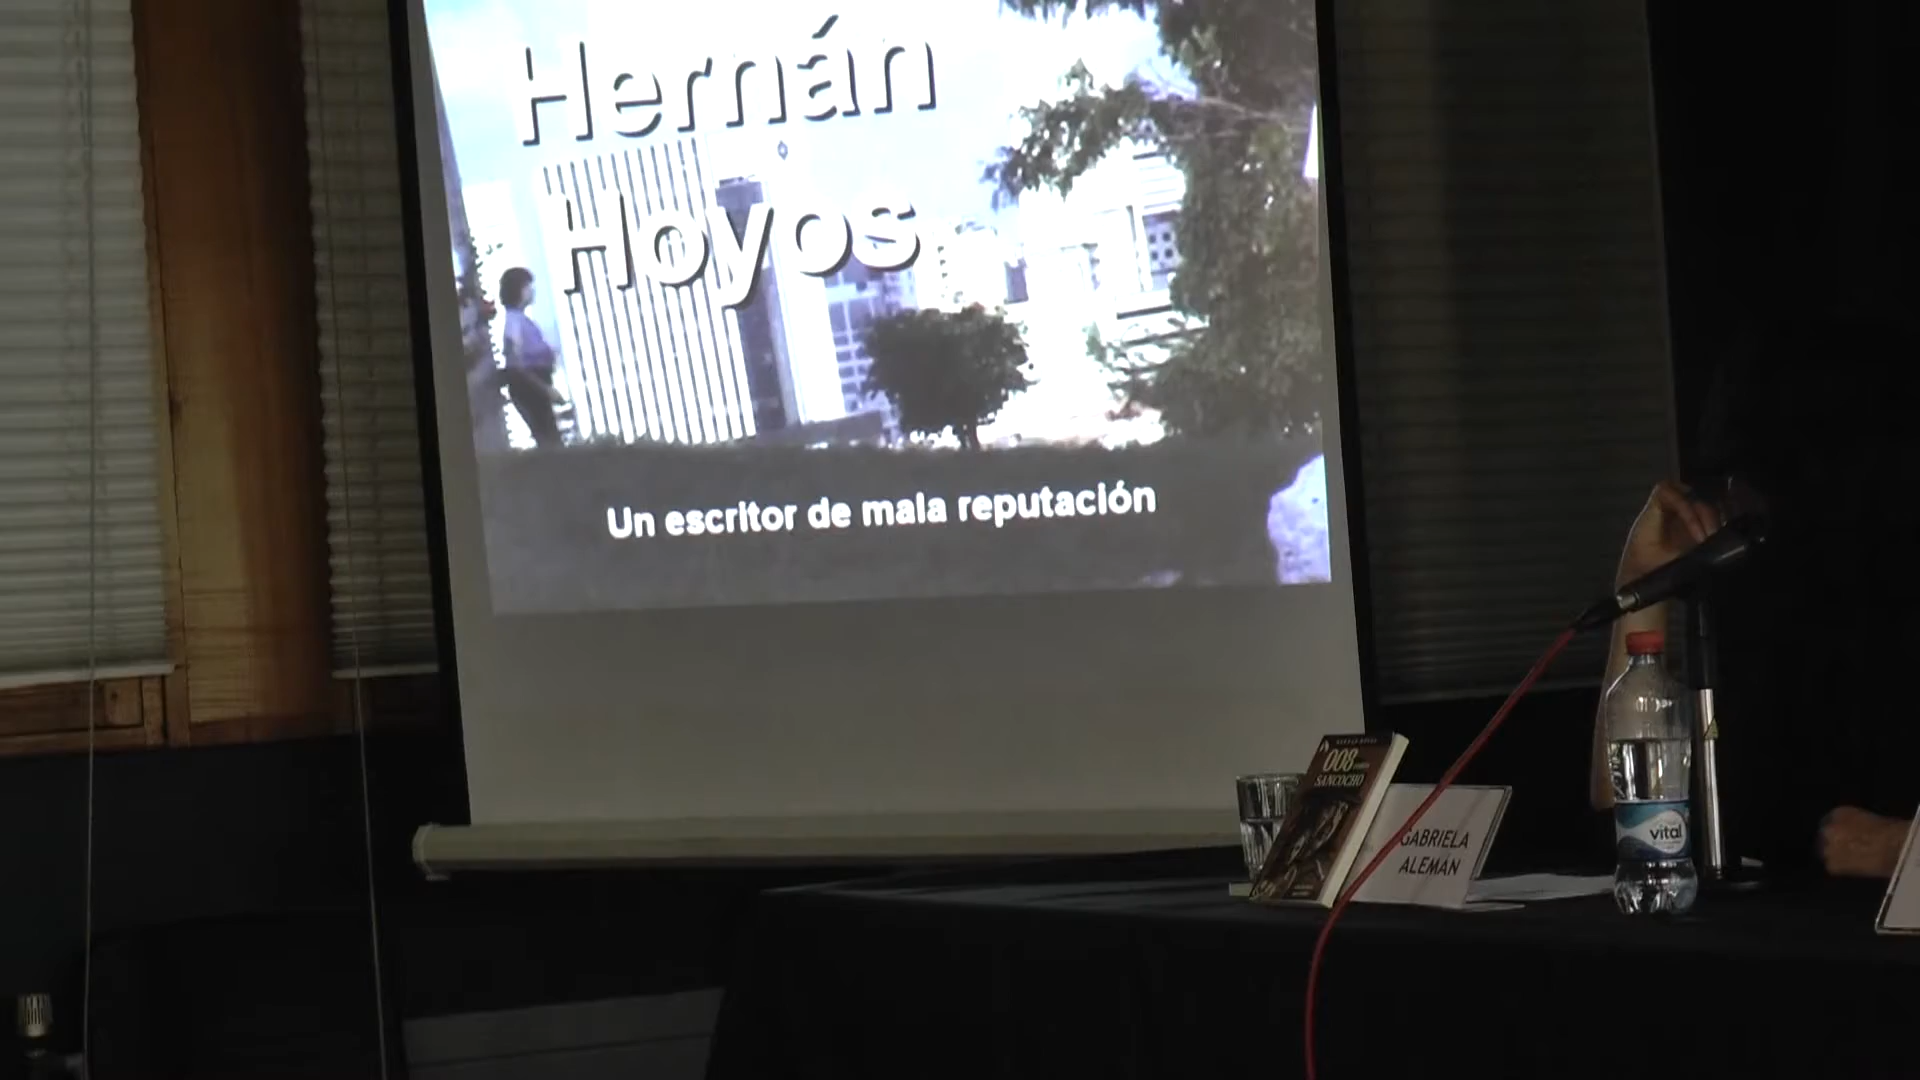 Hernán
Hoyos
Un escritor de mala reputación
008
SANCOCHO
GABRIELA
ALEMÁN
vital